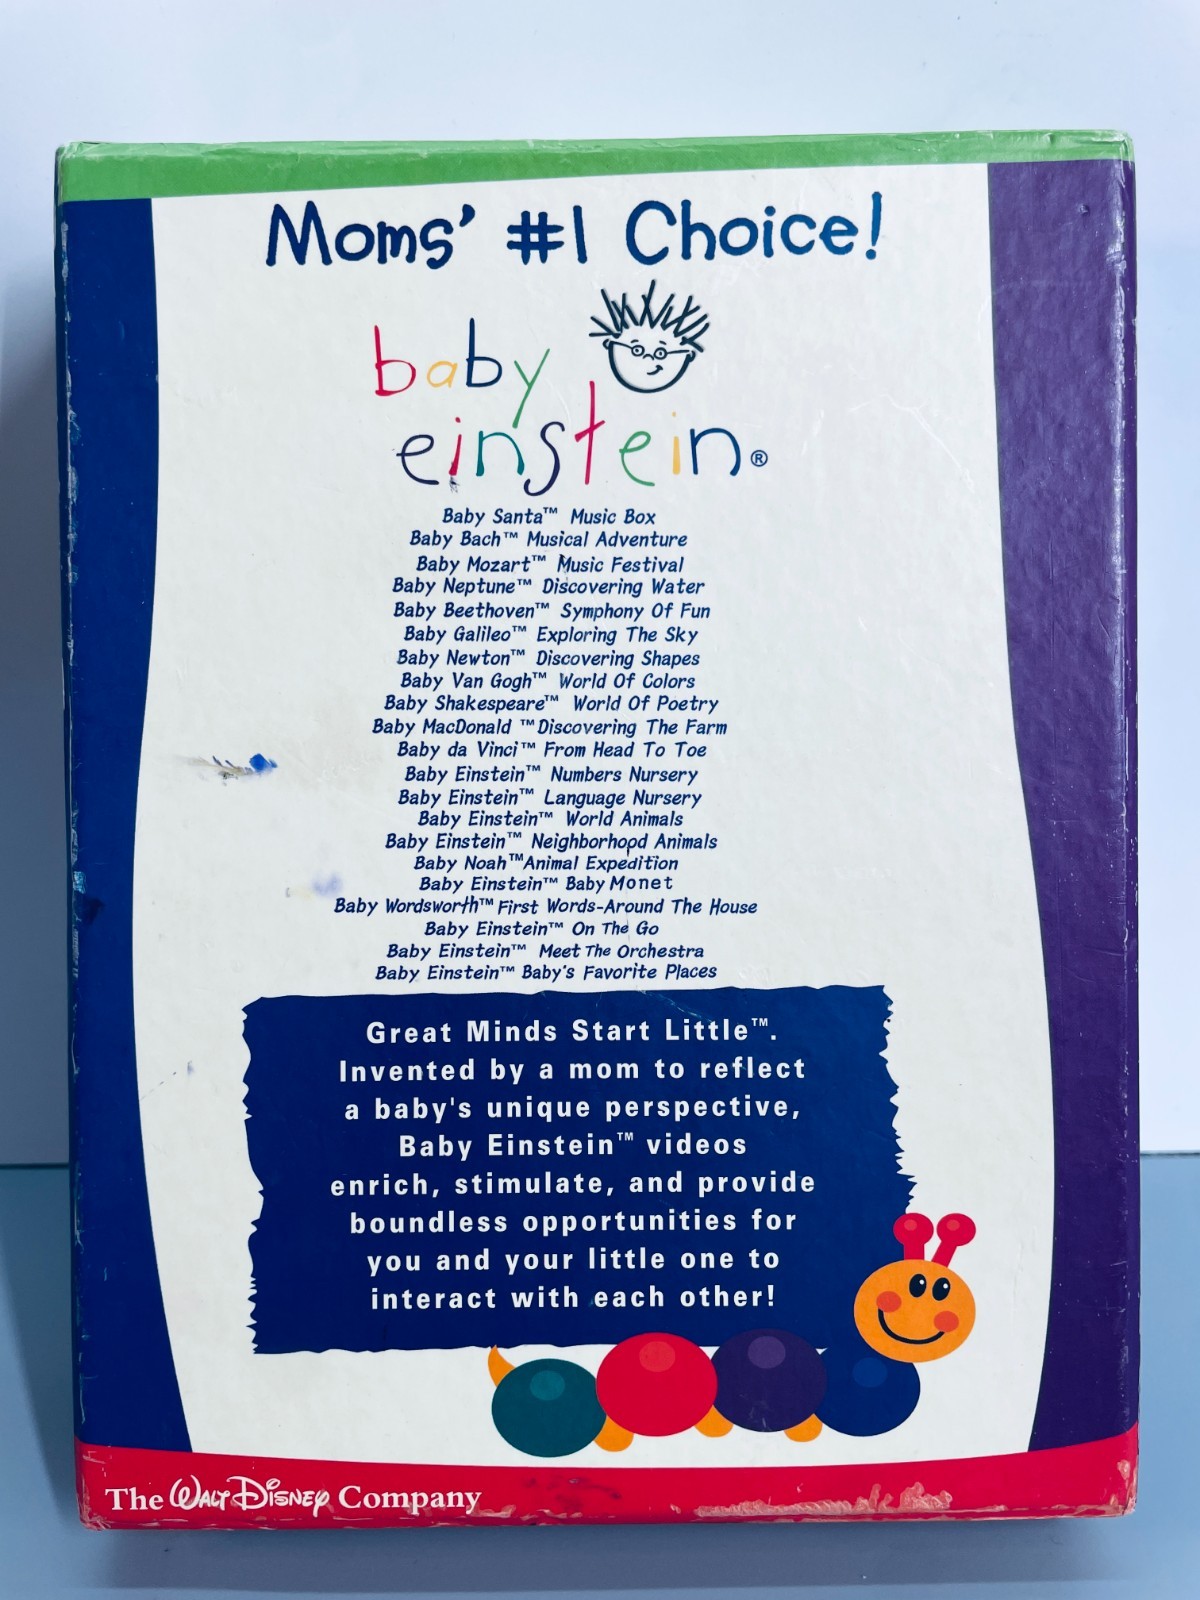 Moms' #1 Choice!
baby
einstein®
Baby Santa™ Music Box
Baby Bach™ Musical Adventure
Baby Mozart™ Music Festival
Baby Neptune™ Discovering Water
Baby Beethoven™ Symphony Of Fun
Baby Galileo™ Exploring The Sky
Baby Newton™ Discovering Shapes
Baby Van Gogh™ World Of Colors
Baby Shakespeare™ World Of Poetry
Baby MacDonald ™Discovering The Farm
Baby da Vinci™ From Head To Toe
Baby Einstein™ Numbers Nursery
Baby Einstein™ Language Nursery
Baby Einstein™ World Animals
Baby Einstein™ Neighborhood Animals
Baby Noah™Animal Expedition
Baby Einstein™ Baby Monet
Baby Wordsworth™ First Words-Around The House
Baby Einstein™ On The Go
Baby Einstein™ Meet The Orchestra
Baby Einstein™ Baby's Favorite Places
Great Minds Start Little™.
Invented by a mom to reflect
a baby's unique perspective,
Baby Einstein™ videos
enrich, stimulate, and provide
boundless opportunities for
you and your little one to
interact with each other!
The Walt Disney Company